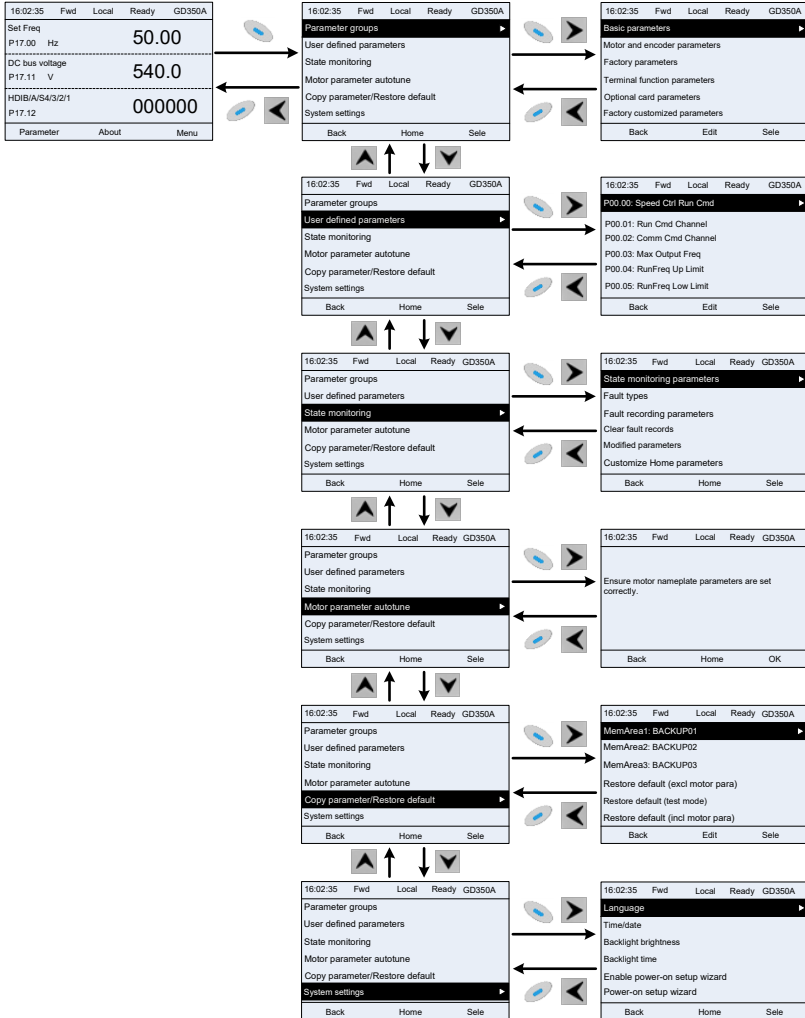 16:02:35 Fwd Local Ready GD350A
Set Freq
P17.00 Hz 50.00
DC bus voltage
P17.11 V 540.0
HDIB/A/S4/3/2/1
P17.12 000000
Parameter About Menu
16:02:35 Fwd Local Ready GD350A
Parameter groups
User defined parameters
State monitoring
Motor parameter autotune
Copy parameter/Restore default
System settings
Back Home Sele
16:02:35 Fwd Local Ready GD350A
Basic parameters
Motor and encoder parameters
Factory parameters
Terminal function parameters
Optional card parameters
Factory customized parameters
Back Edit Sele
16:02:35 Fwd Local Ready GD350A
Parameter groups
User defined parameters
State monitoring
Motor parameter autotune
Copy parameter/Restore default
System settings
Back Home Sele
16:02:35 Fwd Local Ready GD350A
P00.00: Speed Ctrl Run Cmd
P00.01: Run Cmd Channel
P00.02: Comm Cmd Channel
P00.03: Max Output Freq
P00.04: RunFreq Up Limit
P00.05: RunFreq Low Limit
Back Edit Sele
16:02:35 Fwd Local Ready GD350A
Parameter groups
User defined parameters
State monitoring
Motor parameter autotune
Copy parameter/Restore default
System settings
Back Home Sele
16:02:35 Fwd Local Ready GD350A
State monitoring parameters
Fault types
Fault recording parameters
Clear fault records
Modified parameters
Customize Home parameters
Back Home Sele
16:02:35 Fwd Local Ready GD350A
Parameter groups
User defined parameters
State monitoring
Motor parameter autotune
Copy parameter/Restore default
System settings
Back Home Sele
16:02:35 Fwd Local Ready GD350A
Ensure motor nameplate parameters are set
correctly.
Back Home OK
16:02:35 Fwd Local Ready GD350A
Parameter groups
User defined parameters
State monitoring
Motor parameter autotune
Copy parameter/Restore default
System settings
Back Home Sele
16:02:35 Fwd Local Ready GD350A
MemArea1: BACKUP01
MemArea2: BACKUP02
MemArea3: BACKUP03
Restore default (excl motor para)
Restore default (test mode)
Restore default (incl motor para)
Back Edit Sele
16:02:35 Fwd Local Ready GD350A
Parameter groups
User defined parameters
State monitoring
Motor parameter autotune
Copy parameter/Restore default
System settings
Back Home Sele
16:02:35 Fwd Local Ready GD350A
Language
Time/date
Backlight brightness
Backlight time
Enable power-on setup wizard
Power-on setup wizard
Back Home Sele